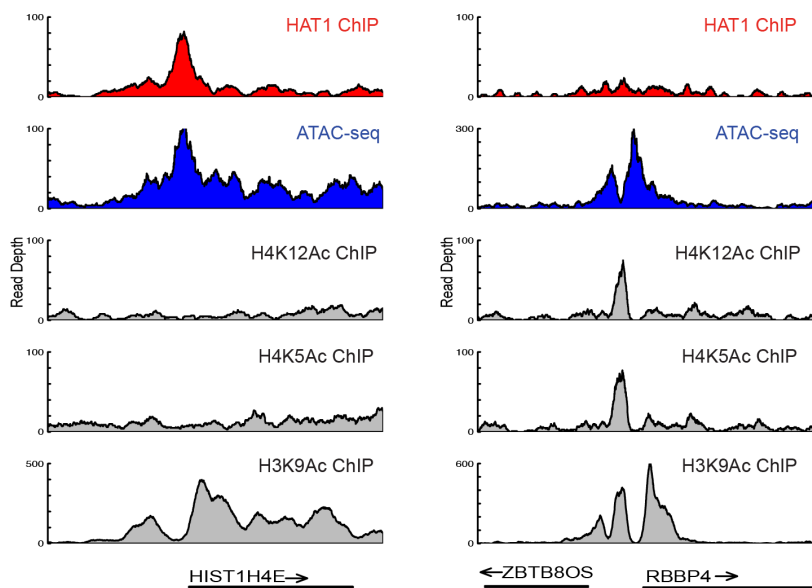 100
HAT1 ChIP
0
100
ATAC-seq
0
100
H4K12Ac ChIP
Read Depth
0
100
H4K5Ac ChIP
0
500
H3K9Ac ChIP
0
HIST1H4E→
100
HAT1 ChIP
0
300
ATAC-seq
0
100
H4K12Ac ChIP
Read Depth
0
100
H4K5Ac ChIP
0
600
H3K9Ac ChIP
0
←ZBTB8OS
RBBP4→